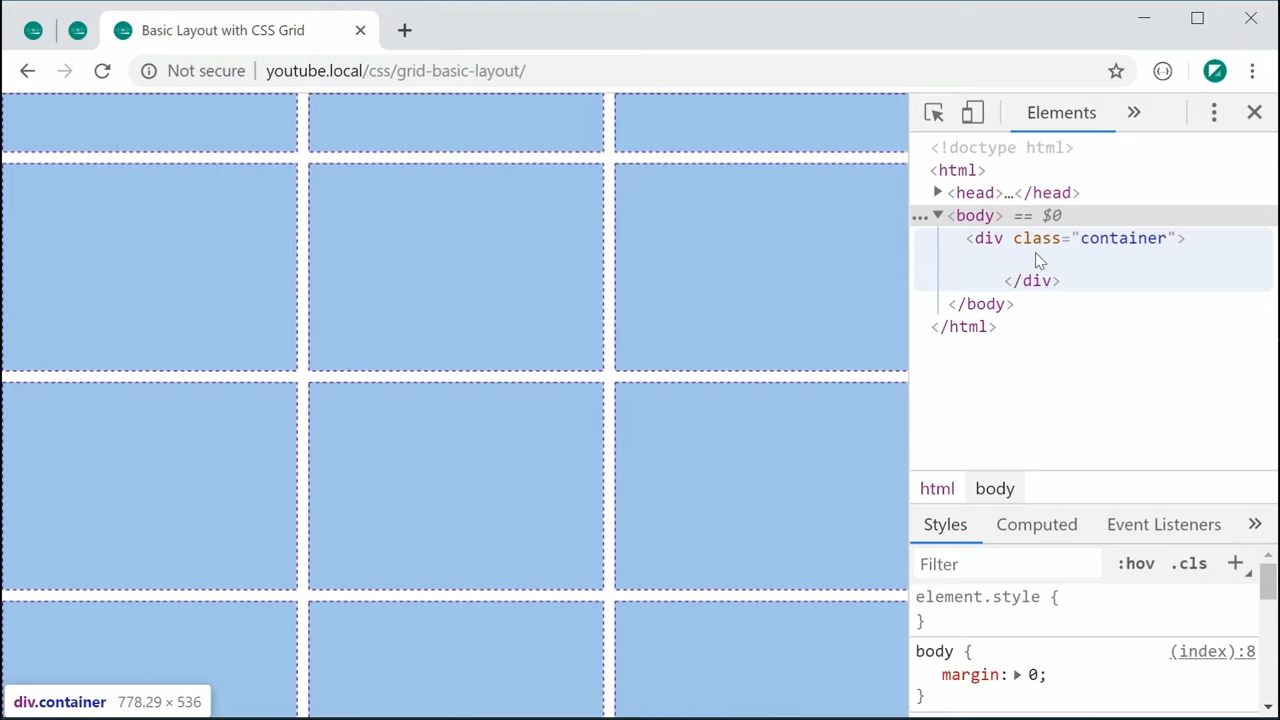 Basic Layout with CSS Grid
Not secure youtube.local/css/grid-basic-layout/
Elements
<!doctype html>
<html>
<head>…</head>
<body> == $0
<div class="container">
</div>
</body>
</html>
html body
Styles Computed Event Listeners
Filter :hov .cls
element.style {
}
body { (index):8
margin: 0;
}
div.container 778.29 × 536